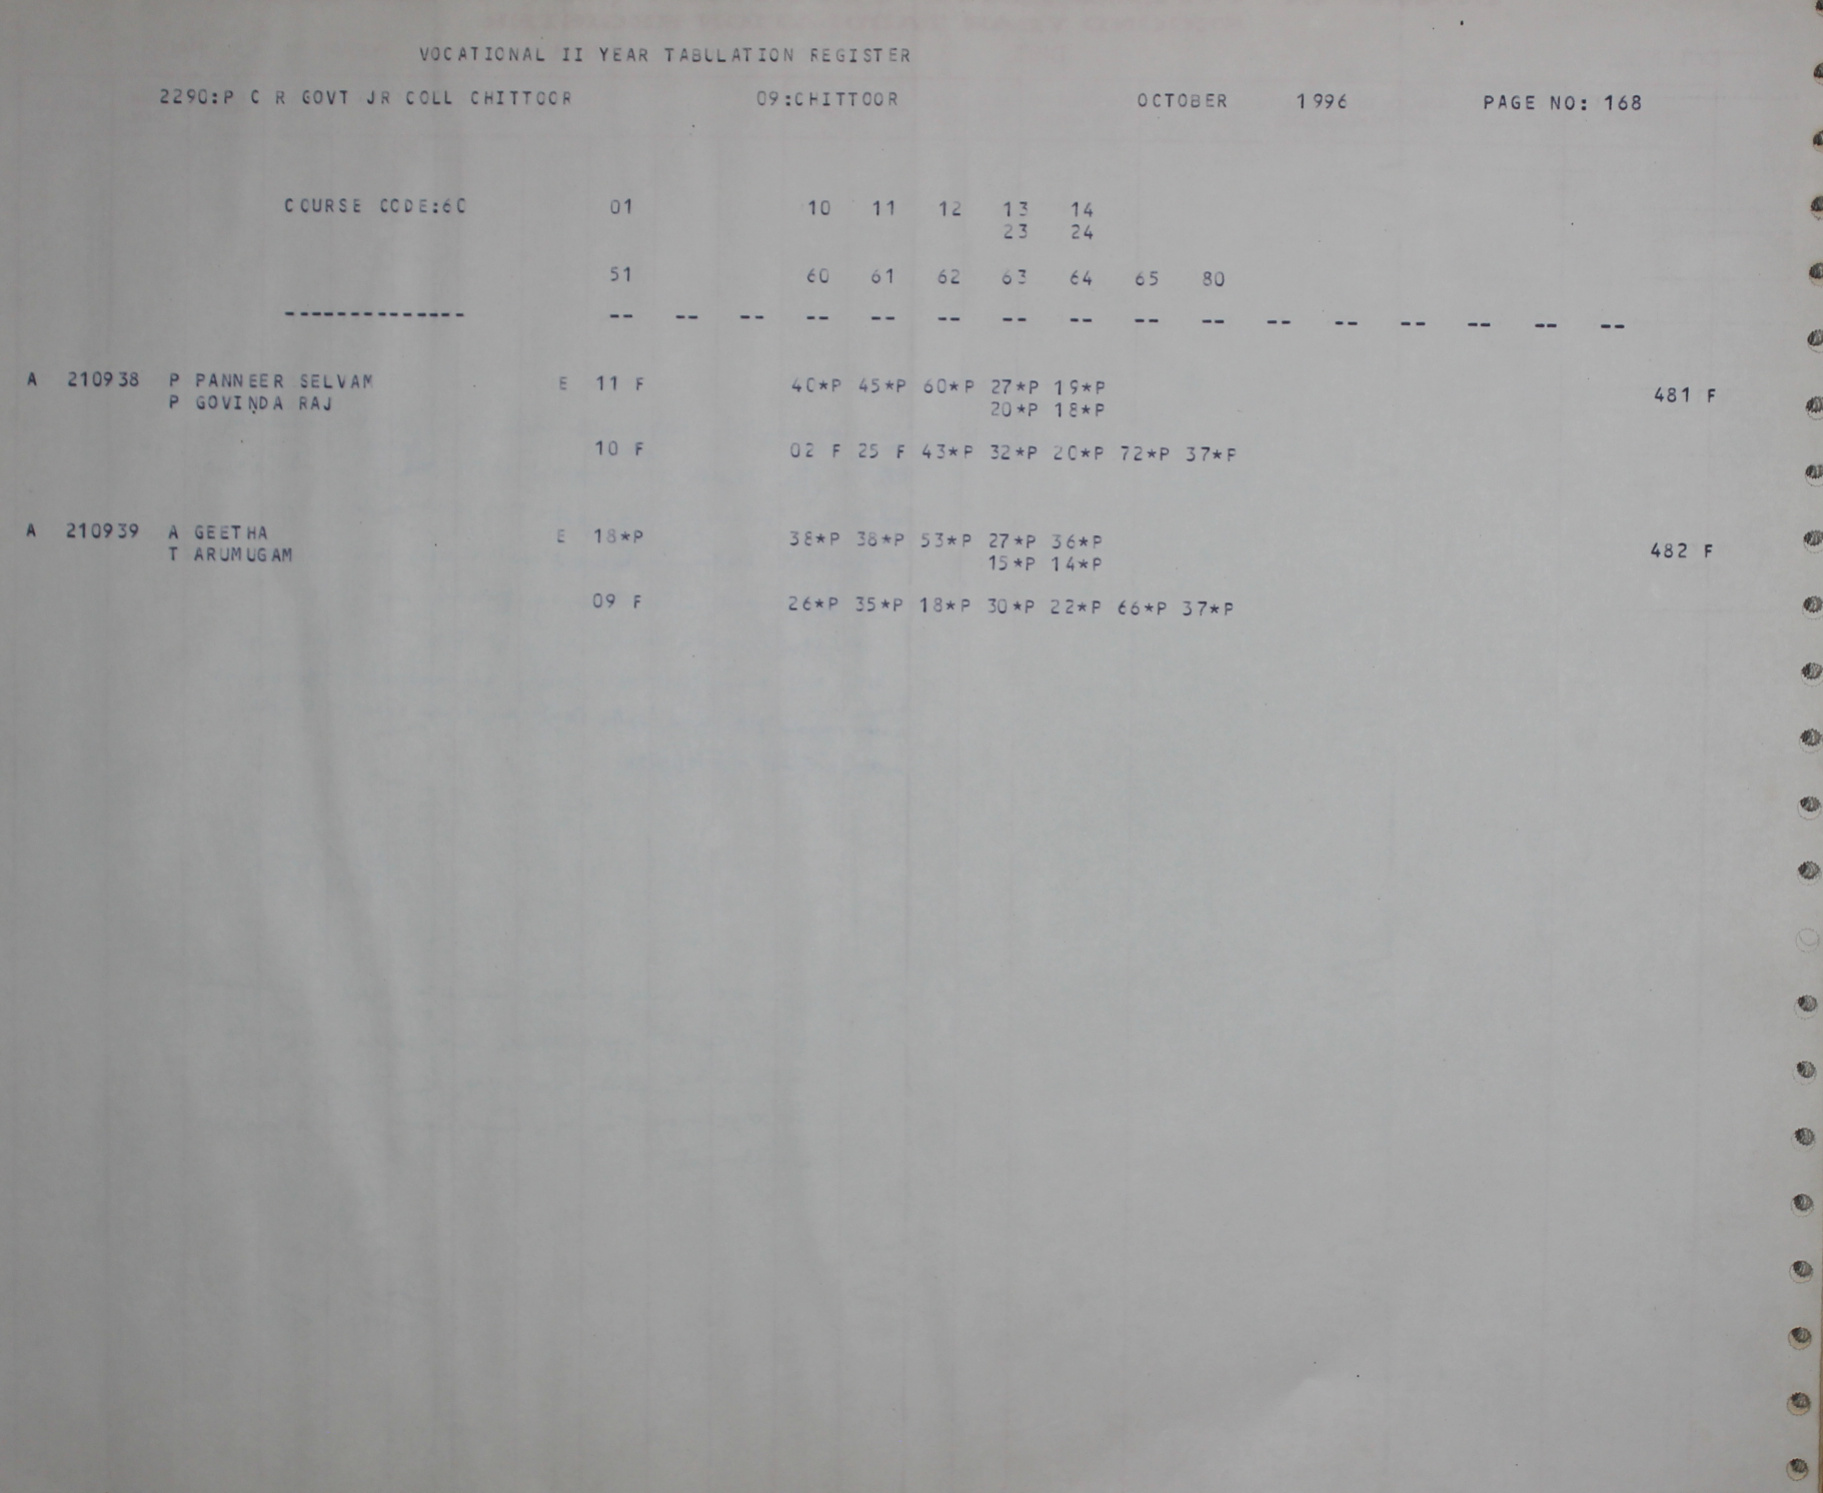 VOCATIONAL II YEAR TABULATION REGISTER
2290:P C R GOVT JR COLL CHITTOOR 09:CHITTOOR OCTOBER 1996 PAGE NO: 168
COURSE CODE:60 01 10 11 12 13 14
23 24
51 60 61 62 63 64 65 80
-------------- -- -- -- -- -- -- -- -- -- -- -- -- -- -- -- --
A 210938 P PANNEER SELVAM E 11 F 40*P 45*P 60*P 27*P 19*P 481 F
P GOVINDA RAJ 20*P 18*P
10 F 02 F 25 F 43*P 32*P 20*P 72*P 37*P
A 210939 A GEETHA E 18*P 38*P 38*P 53*P 27*P 36*P 482 F
T ARUMUGAM 15*P 14*P
09 F 26*P 35*P 18*P 30*P 22*P 66*P 37*P